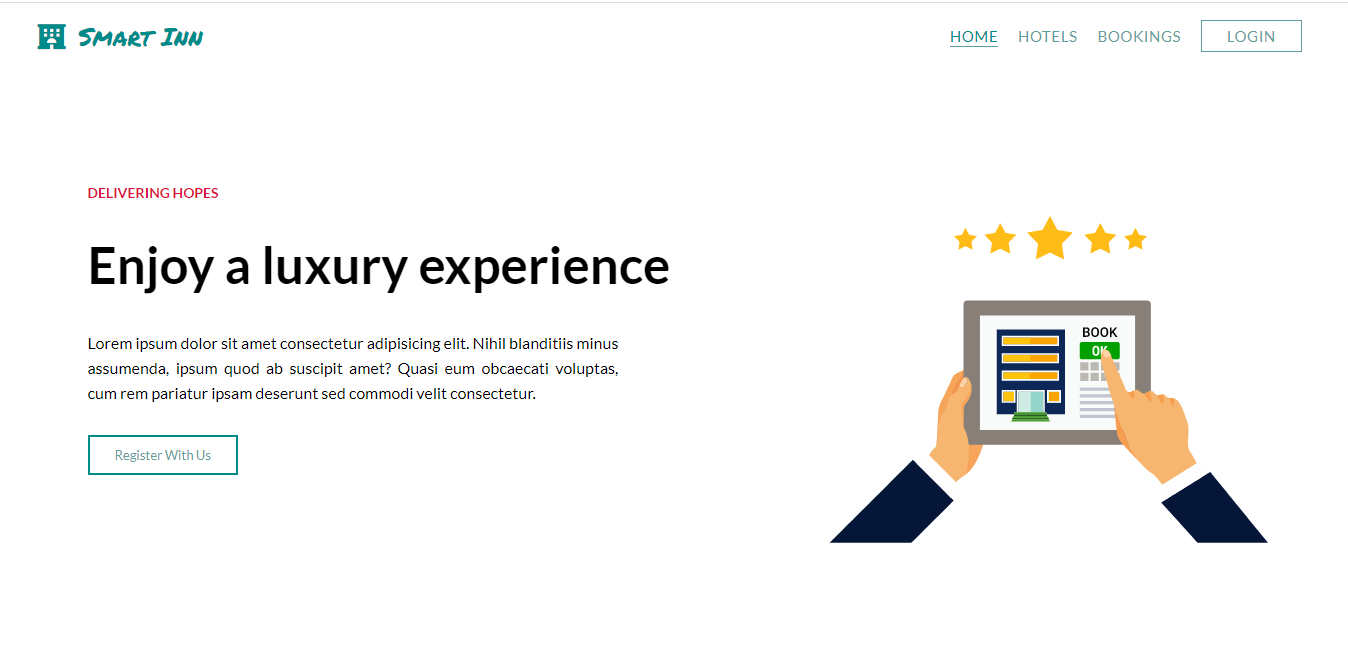 Smart Inn
HOME HOTELS BOOKINGS LOGIN
DELIVERING HOPES
Enjoy a luxury experience
Lorem ipsum dolor sit amet consectetur adipisicing elit. Nihil blanditiis minus
assumenda, ipsum quod ab suscipit amet? Quasi eum obcaecati voluptas,
cum rem pariatur ipsam deserunt sed commodi velit consectetur.
Register With Us
BOOK
OK